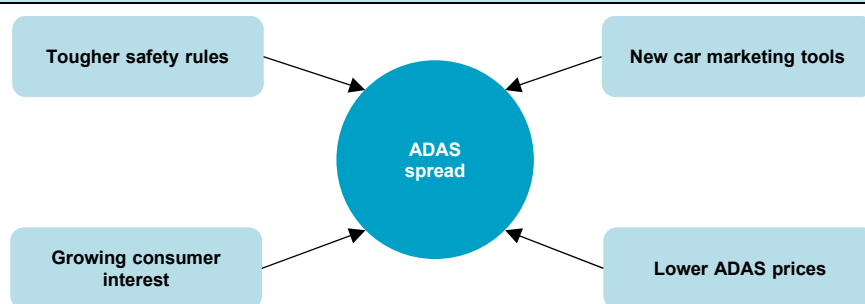 Tougher safety rules
New car marketing tools
ADAS
spread
Growing consumer
interest
Lower ADAS prices